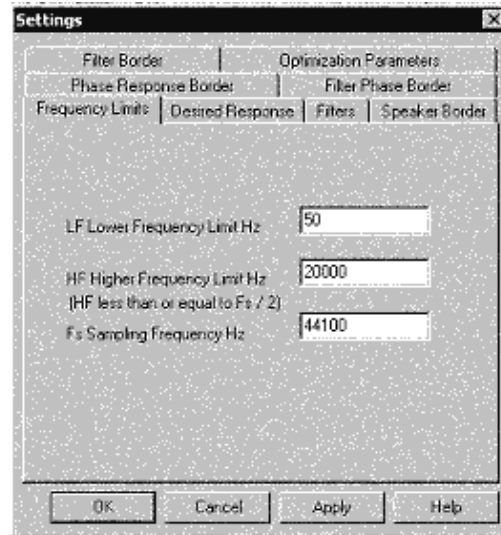 Settings
Filter Border
Optimization Parameters
Phase Response Border
Filter Phase Border
Frequency Limits
Desired Response
Filters
Speaker Border
LF Lower Frequency Limit Hz
50
HF Higher Frequency Limit Hz
20000
(HF less than or equal to Fs / 2)
Fs Sampling Frequency Hz
44100
OK
Cancel
Apply
Help